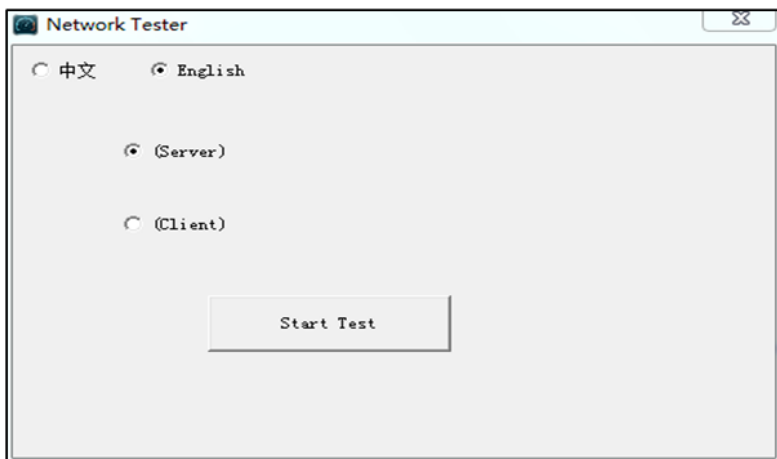 Network Tester
中文 English
(Server)
(Client)
Start Test